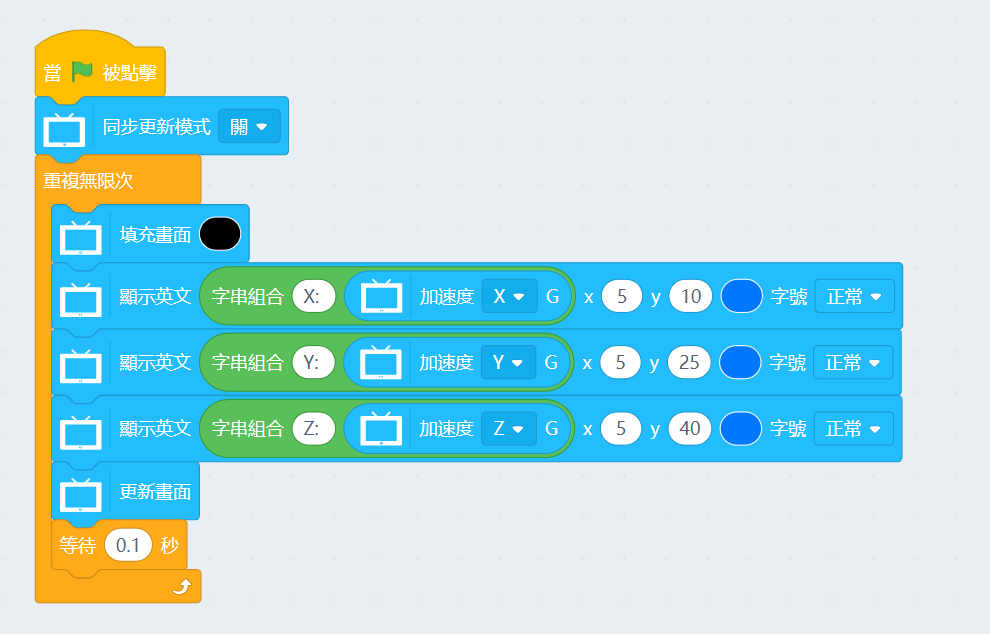 當 被點擊
同步更新模式 開
重複無限次
填充畫面
顯示英文 字串組合 X: 加速度 X G x 5 y 10 字號 正常
顯示英文 字串組合 Y: 加速度 Y G x 5 y 25 字號 正常
顯示英文 字串組合 Z: 加速度 Z G x 5 y 40 字號 正常
更新畫面
等待 0.1 秒